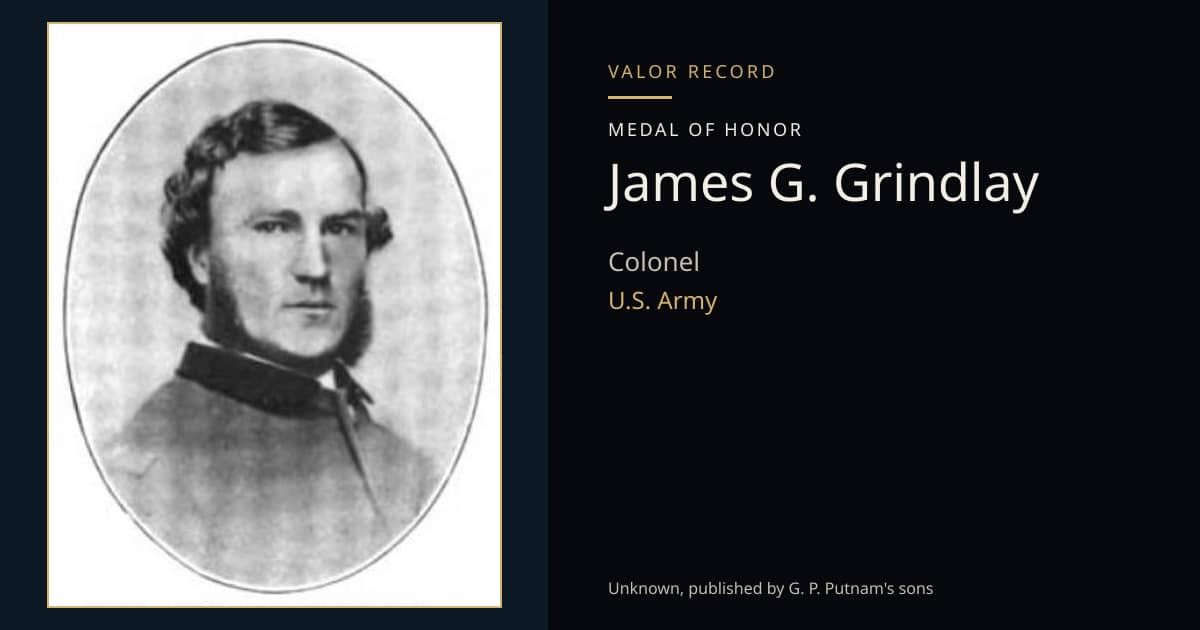 VALOR RECORD
MEDAL OF HONOR
James G. Grindlay
Colonel
U.S. Army
Unknown, published by G. P. Putnam's sons